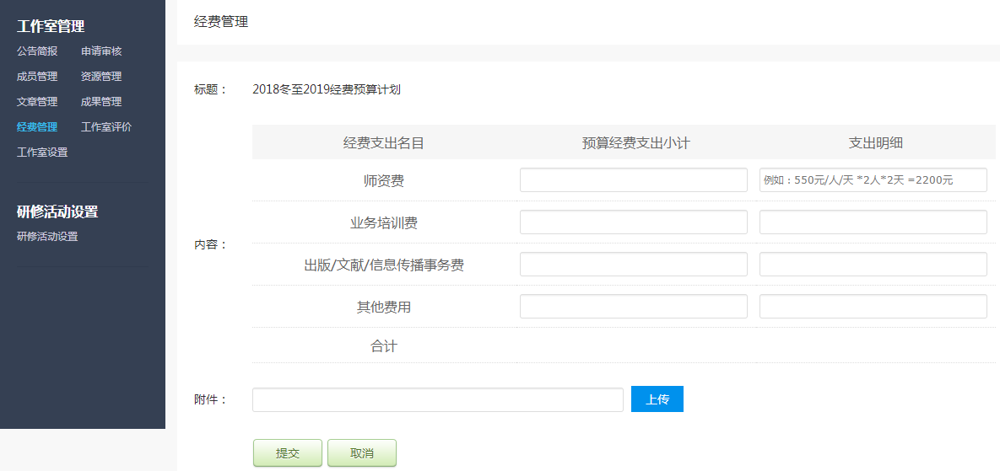 工作室管理
公告简报 申请审核
成员管理 资源管理
文章管理 成果管理
经费管理 工作室评价
工作室设置
研修活动设置
研修活动设置
经费管理
标题： 2018冬至2019经费预算计划
内容：
经费支出名目 预算经费支出小计 支出明细
师资费 例如：550元/人/天 *2人*2天 =2200元
业务培训费
出版/文献/信息传播事务费
其他费用
合计
附件： 上传
提交 取消